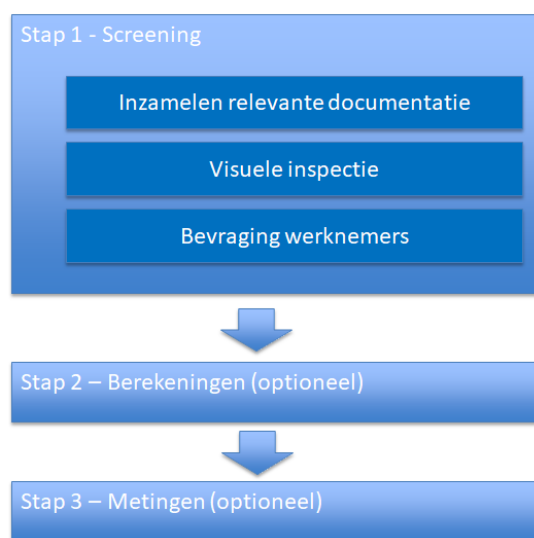 Stap 1 - Screening
Inzamelen relevante documentatie
Visuele inspectie
Bevraging werknemers
Stap 2 – Berekeningen (optioneel)
Stap 3 – Metingen (optioneel)